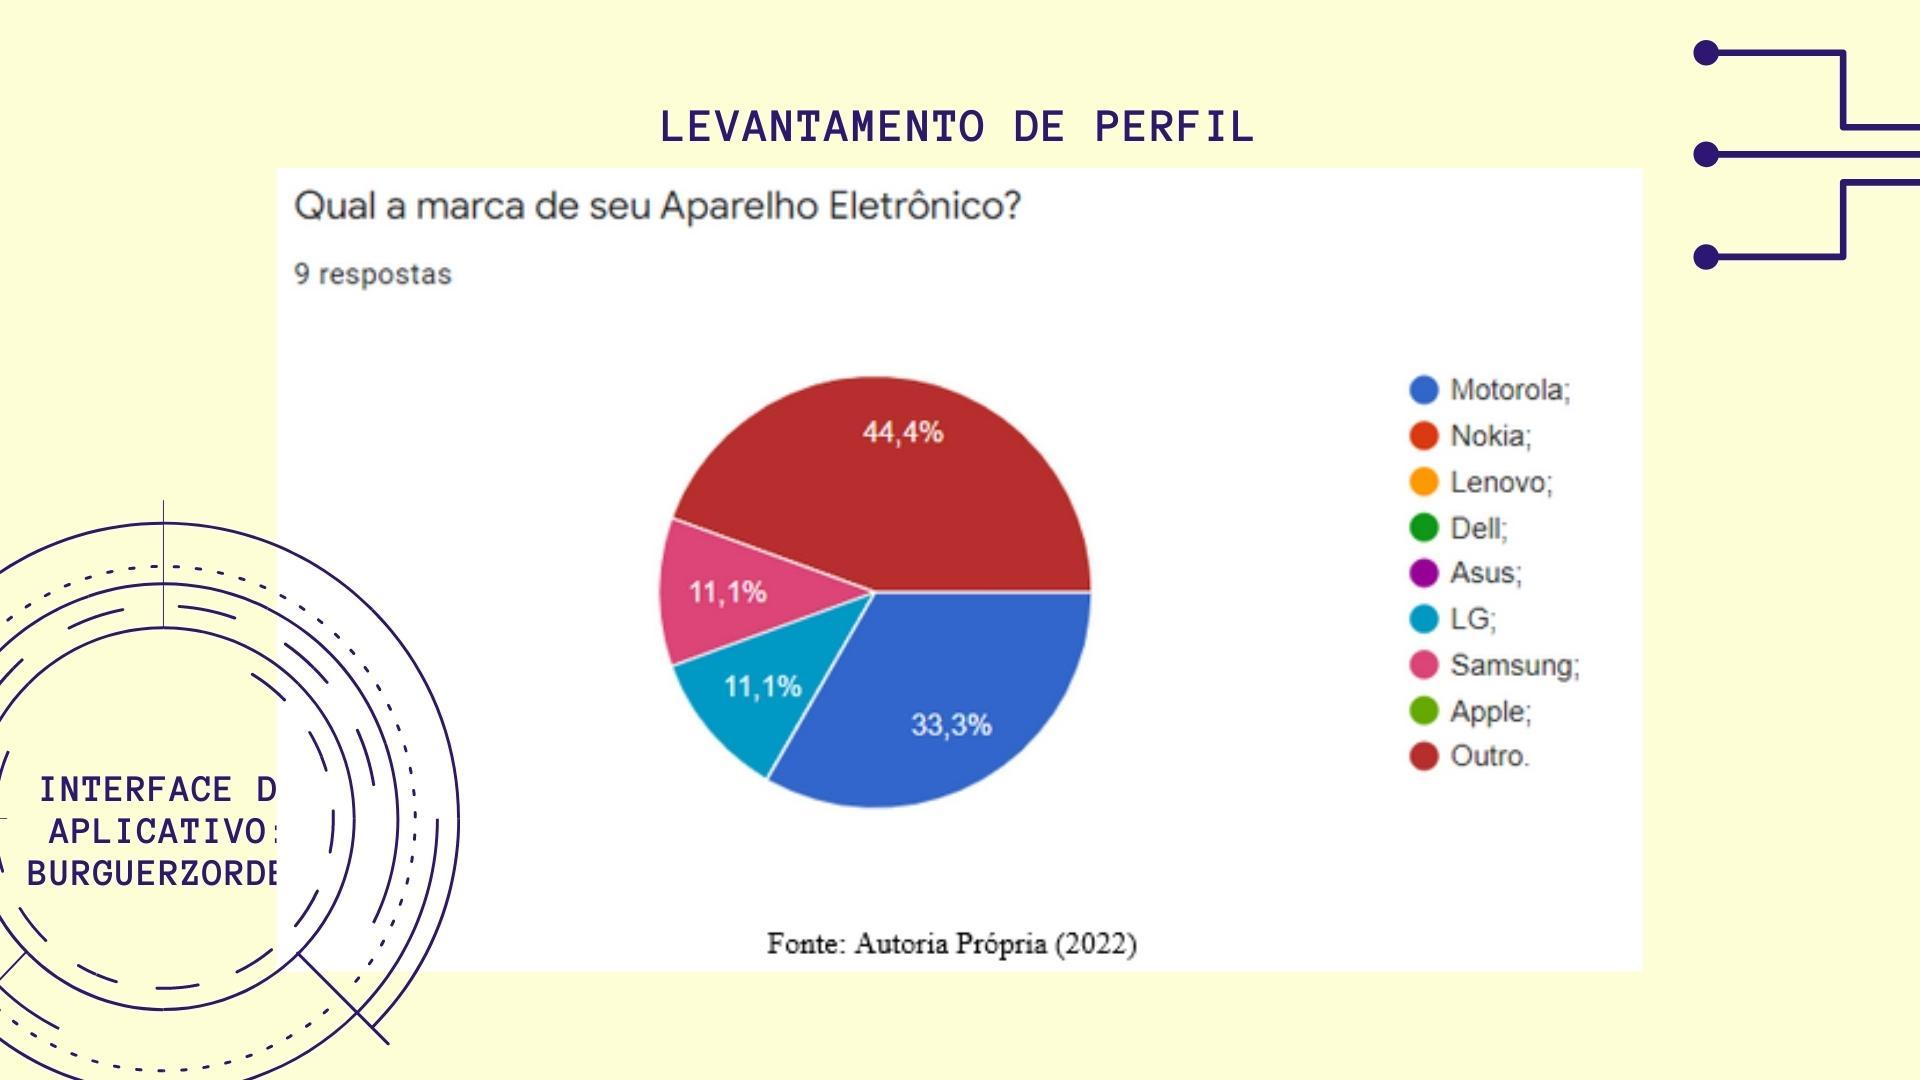 LEVANTAMENTO DE PERFIL
Qual a marca de seu Aparelho Eletrônico?
9 respostas
44,4%
11,1%
11,1%
33,3%
Motorola;
Nokia;
Lenovo;
Dell;
Asus;
LG;
Samsung;
Apple;
Outro.
INTERFACE D
APLICATIVO:
BURGUERZORDE
Fonte: Autoria Própria (2022)